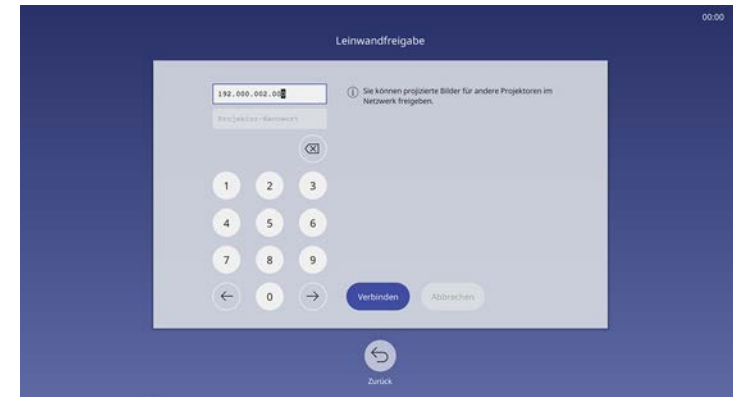 00:00
Leinwandfreigabe
192.000.002.00
Sie können projizierte Bilder für andere Projektoren im
Netzwerk freigeben.
Projektor-Kennwort
1 2 3
4 5 6
7 8 9
← 0 →
Verbinden
Abbrechen
Zurück